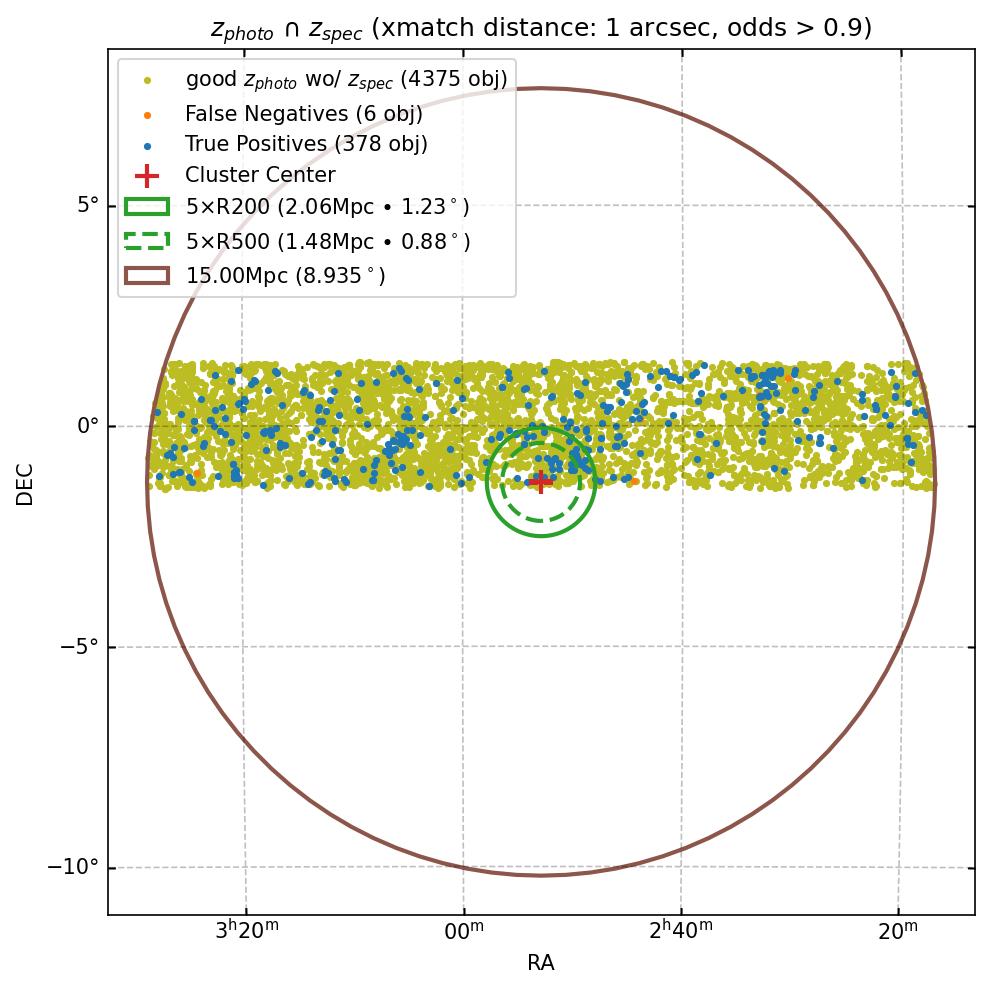 z_photo ∩ z_spec (xmatch distance: 1 arcsec, odds > 0.9)
good z_photo wo/ z_spec (4375 obj)
False Negatives (6 obj)
True Positives (378 obj)
Cluster Center
5×R200 (2.06Mpc • 1.23°)
5×R500 (1.48Mpc • 0.88°)
15.00Mpc (8.935°)
5°
0°
−5°
−10°
DEC
3ʰ20ᵐ
00ᵐ
2ʰ40ᵐ
20ᵐ
RA